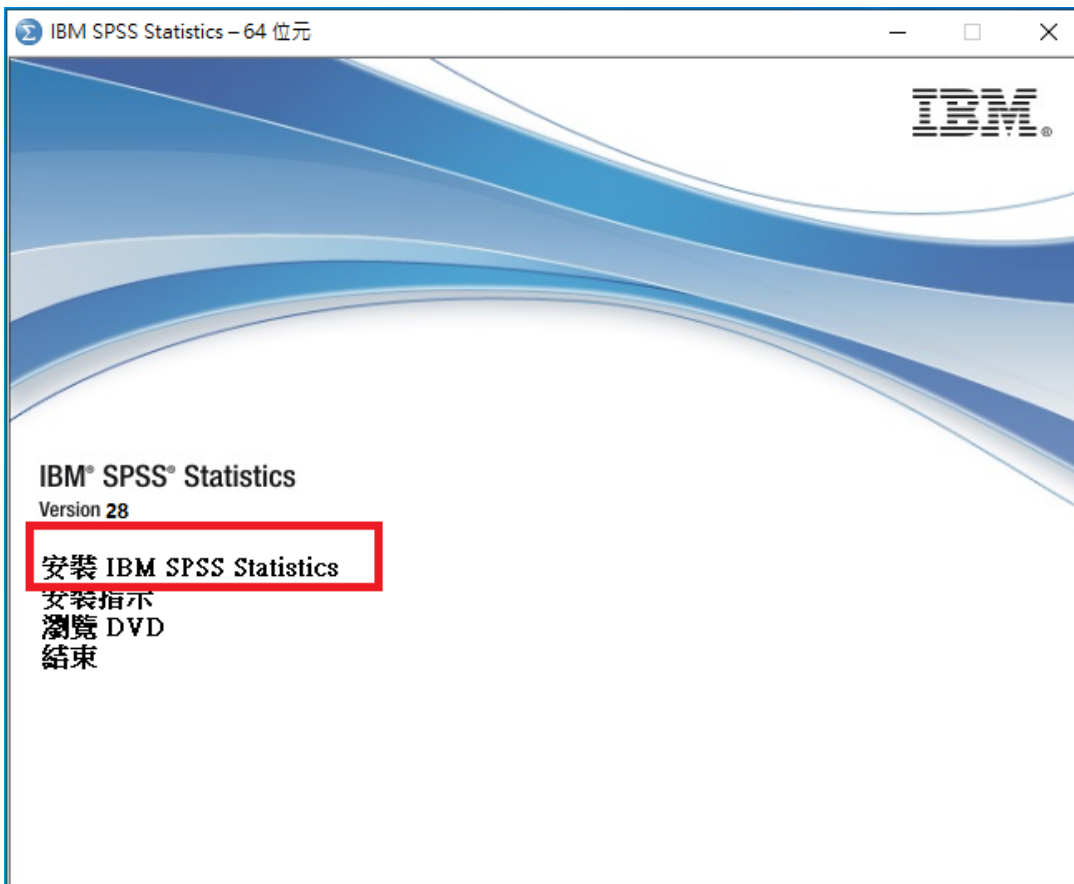 IBM SPSS Statistics – 64 位元
IBM®
IBM® SPSS® Statistics
Version 28
安裝 IBM SPSS Statistics
安裝指示
瀏覽 DVD
結束